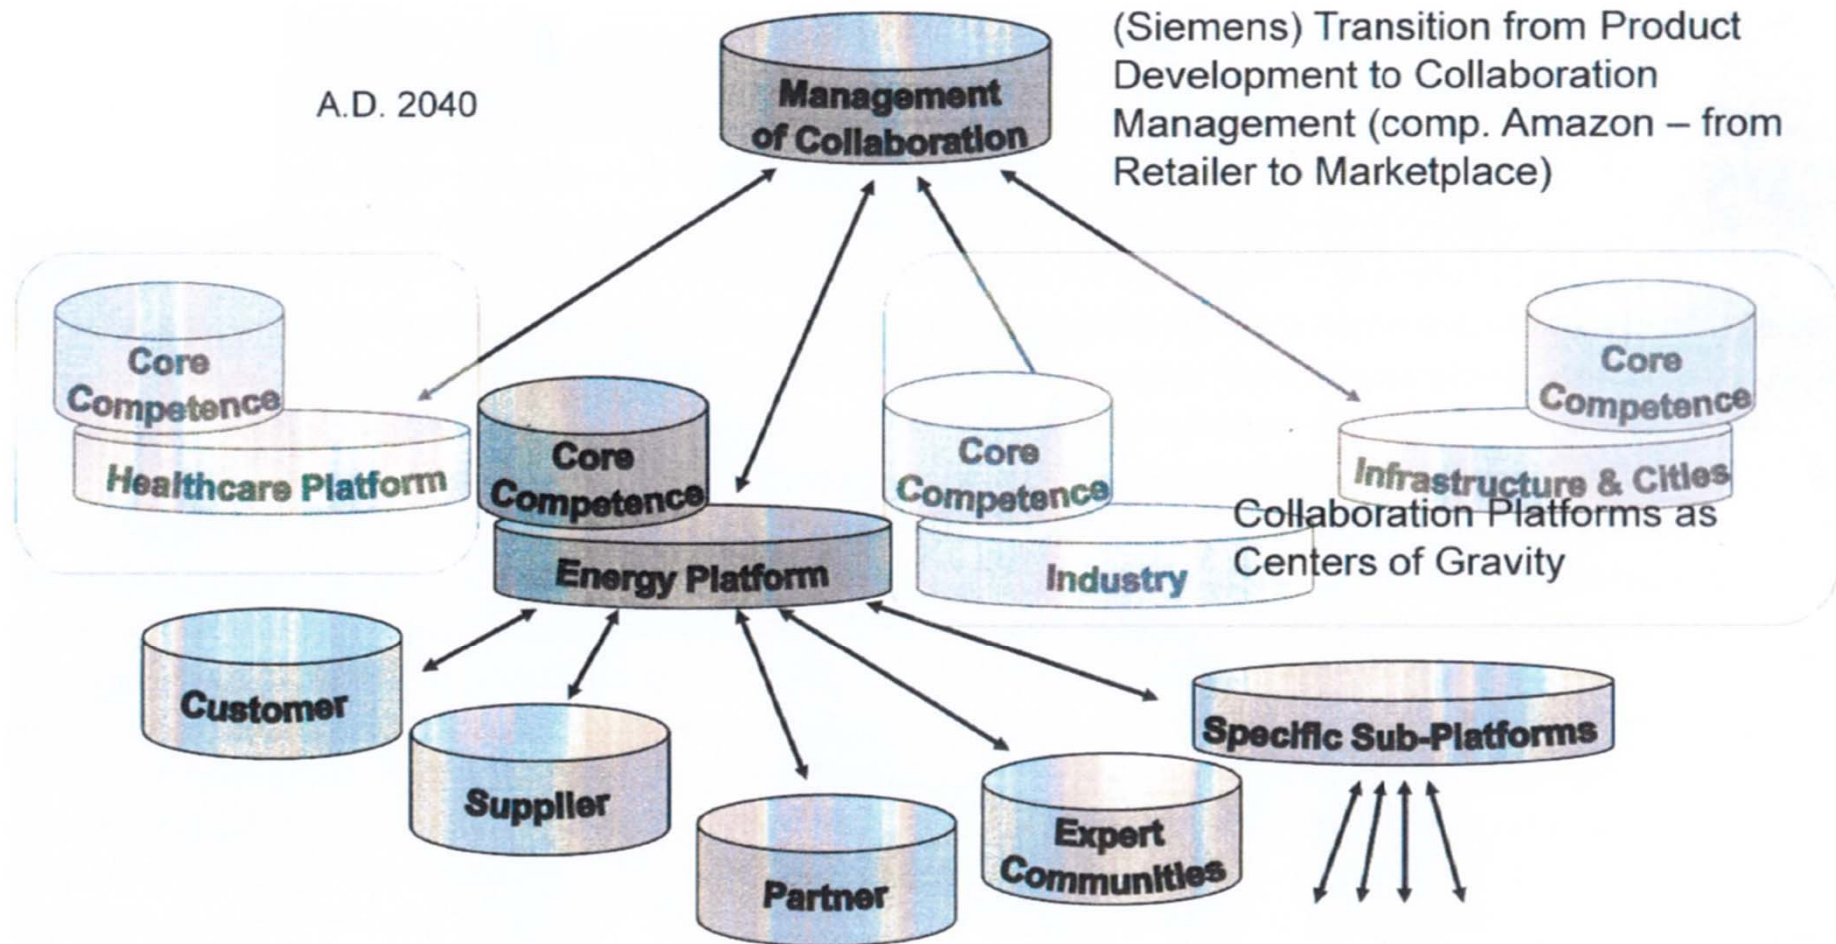 (Siemens) Transition from Product
Development to Collaboration
Management (comp. Amazon – from
Retailer to Marketplace)
A.D. 2040
Management
of Collaboration
Core
Competence
Healthcare Platform
Core
Competence
Energy Platform
Core
Competence
Industry
Core
Competence
Infrastructure & Cities
Collaboration Platforms as
Centers of Gravity
Customer
Supplier
Partner
Expert
Communities
Specific Sub-Platforms